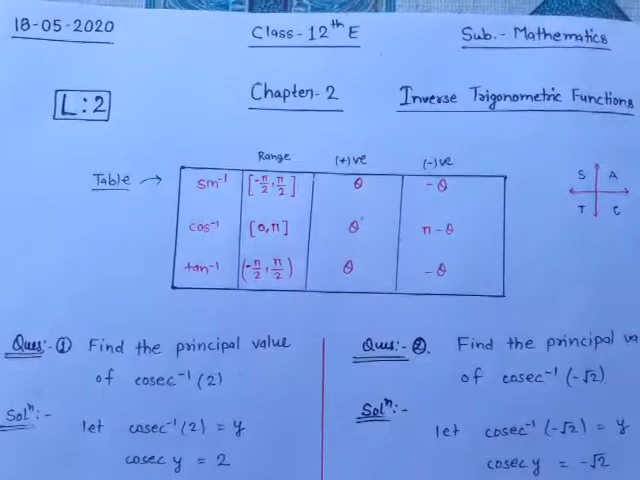 18-05-2020 Class-12th E Sub.- Mathematics
L:2 Chapter-2 Inverse Trigonometric Functions
Range (+)ve (-)ve
Table → sin⁻¹ [-π/2, π/2] θ -θ
cos⁻¹ [0,π] θ π-θ
tan⁻¹ (-π/2, π/2) θ -θ
S A
T C
Ques:-① Find the principal value
of cosec⁻¹(2)
Solⁿ:-
let cosec⁻¹(2) = y
cosec y = 2
Ques:-②. Find the principal va
of cosec⁻¹(-√2)
Solⁿ:-
let cosec⁻¹(-√2) = y
cosec y = -√2